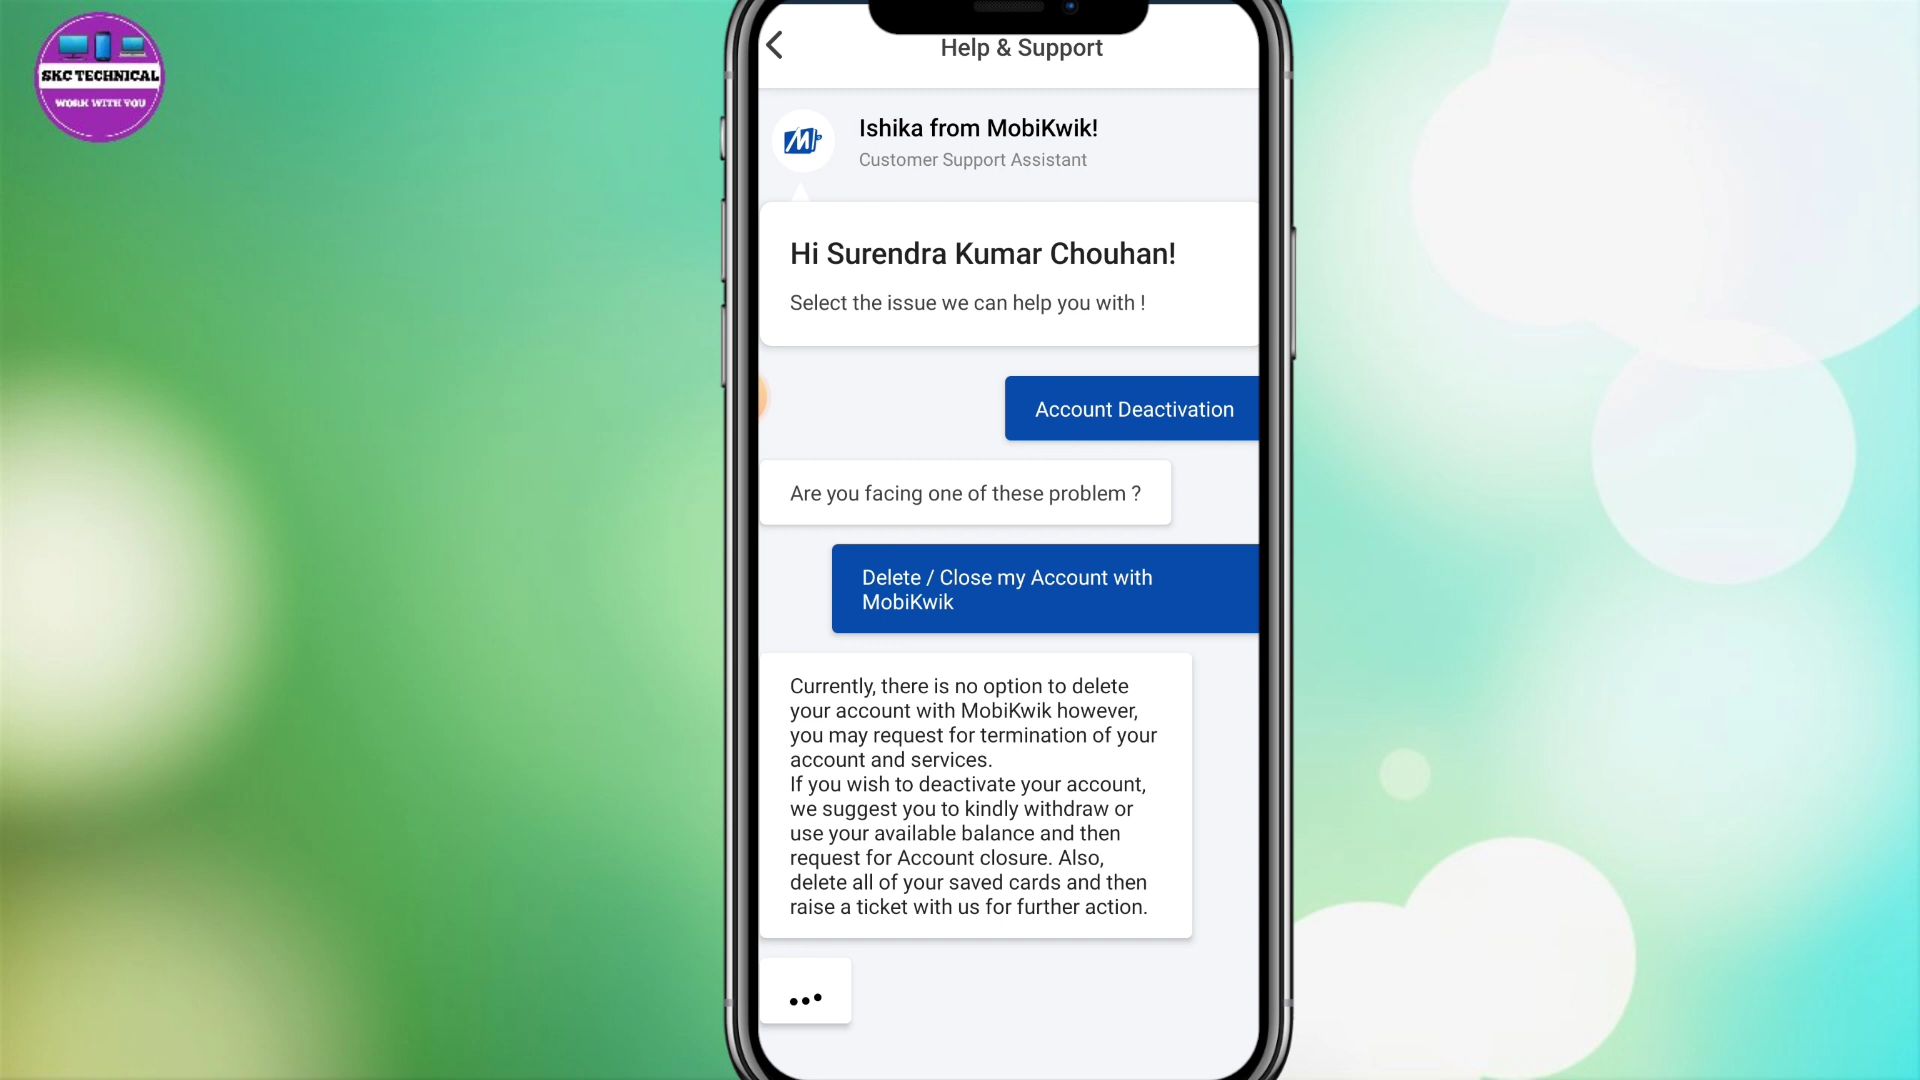 SKC TECHNICAL
WORK WITH YOU
Help & Support
Ishika from MobiKwik!
Customer Support Assistant
Hi Surendra Kumar Chouhan!
Select the issue we can help you with !
Account Deactivation
Are you facing one of these problem ?
Delete / Close my Account with
MobiKwik
Currently, there is no option to delete
your account with MobiKwik however,
you may request for termination of your
account and services.
If you wish to deactivate your account,
we suggest you to kindly withdraw or
use your available balance and then
request for Account closure. Also,
delete all of your saved cards and then
raise a ticket with us for further action.
...